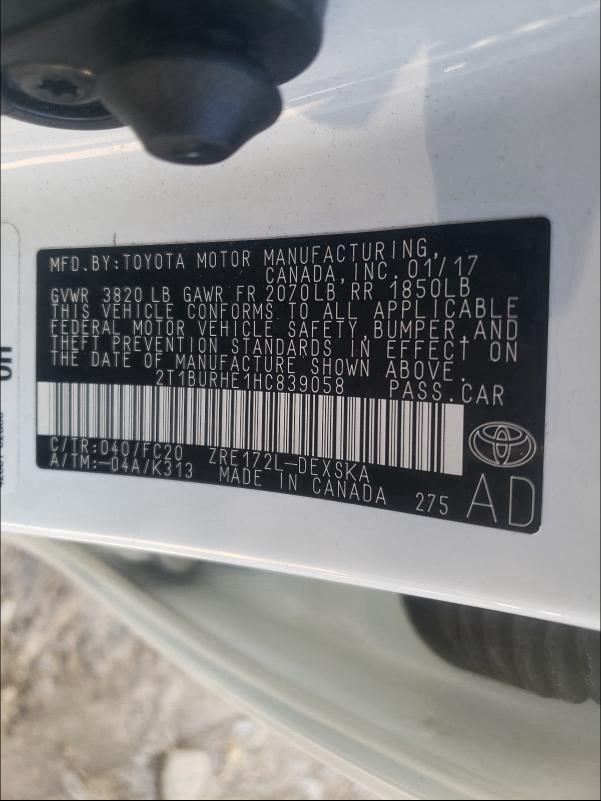 MFD.BY:TOYOTA MOTOR MANUFACTURING,
CANADA,INC. 01/17
GVWR 3820LB GAWR FR 2070LB RR 1850LB
THIS VEHICLE CONFORMS TO ALL APPLICABLE
FEDERAL MOTOR VEHICLE SAFETY, BUMPER AND
THEFT PREVENTION STANDARDS IN EFFECT ON
THE DATE OF MANUFACTURE SHOWN ABOVE.
2T1BURHE1HC839058 PASS.CAR
C/TR:040/FC20 ZRE172L-DEXSKA
A/TM:-04A/K313 MADE IN CANADA 275 AD